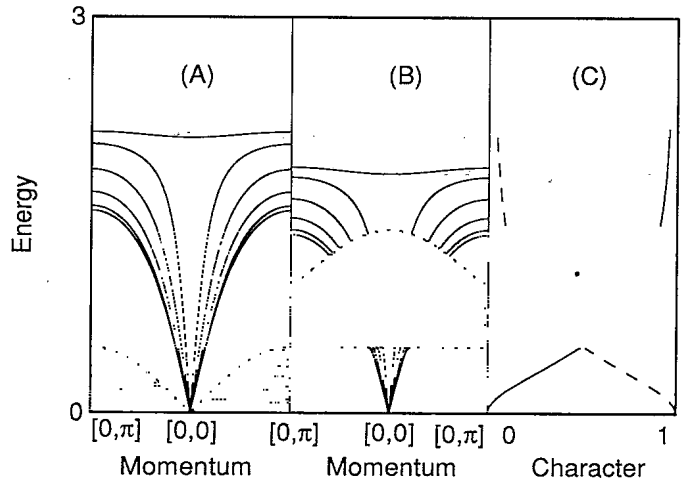 3
(A) (B) (C)
Energy
0
[0,π] [0,0] [0,π] [0,0] [0,π] 0 1
Momentum Momentum Character